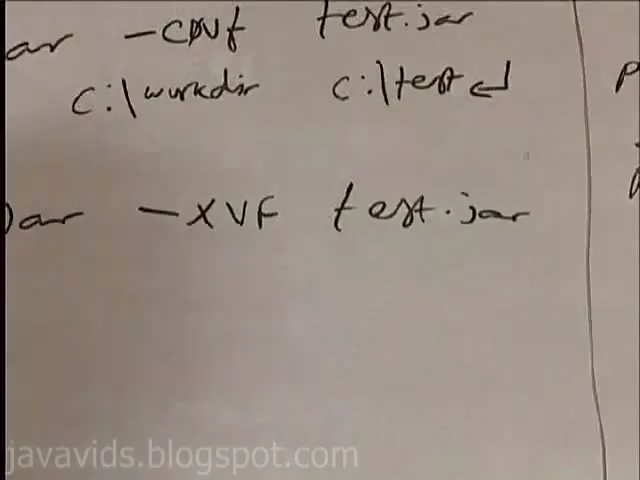 ar -cvf test.jar
C:\workdir C:\test ↵
jar -xvf test.jar
javavids.blogspot.com